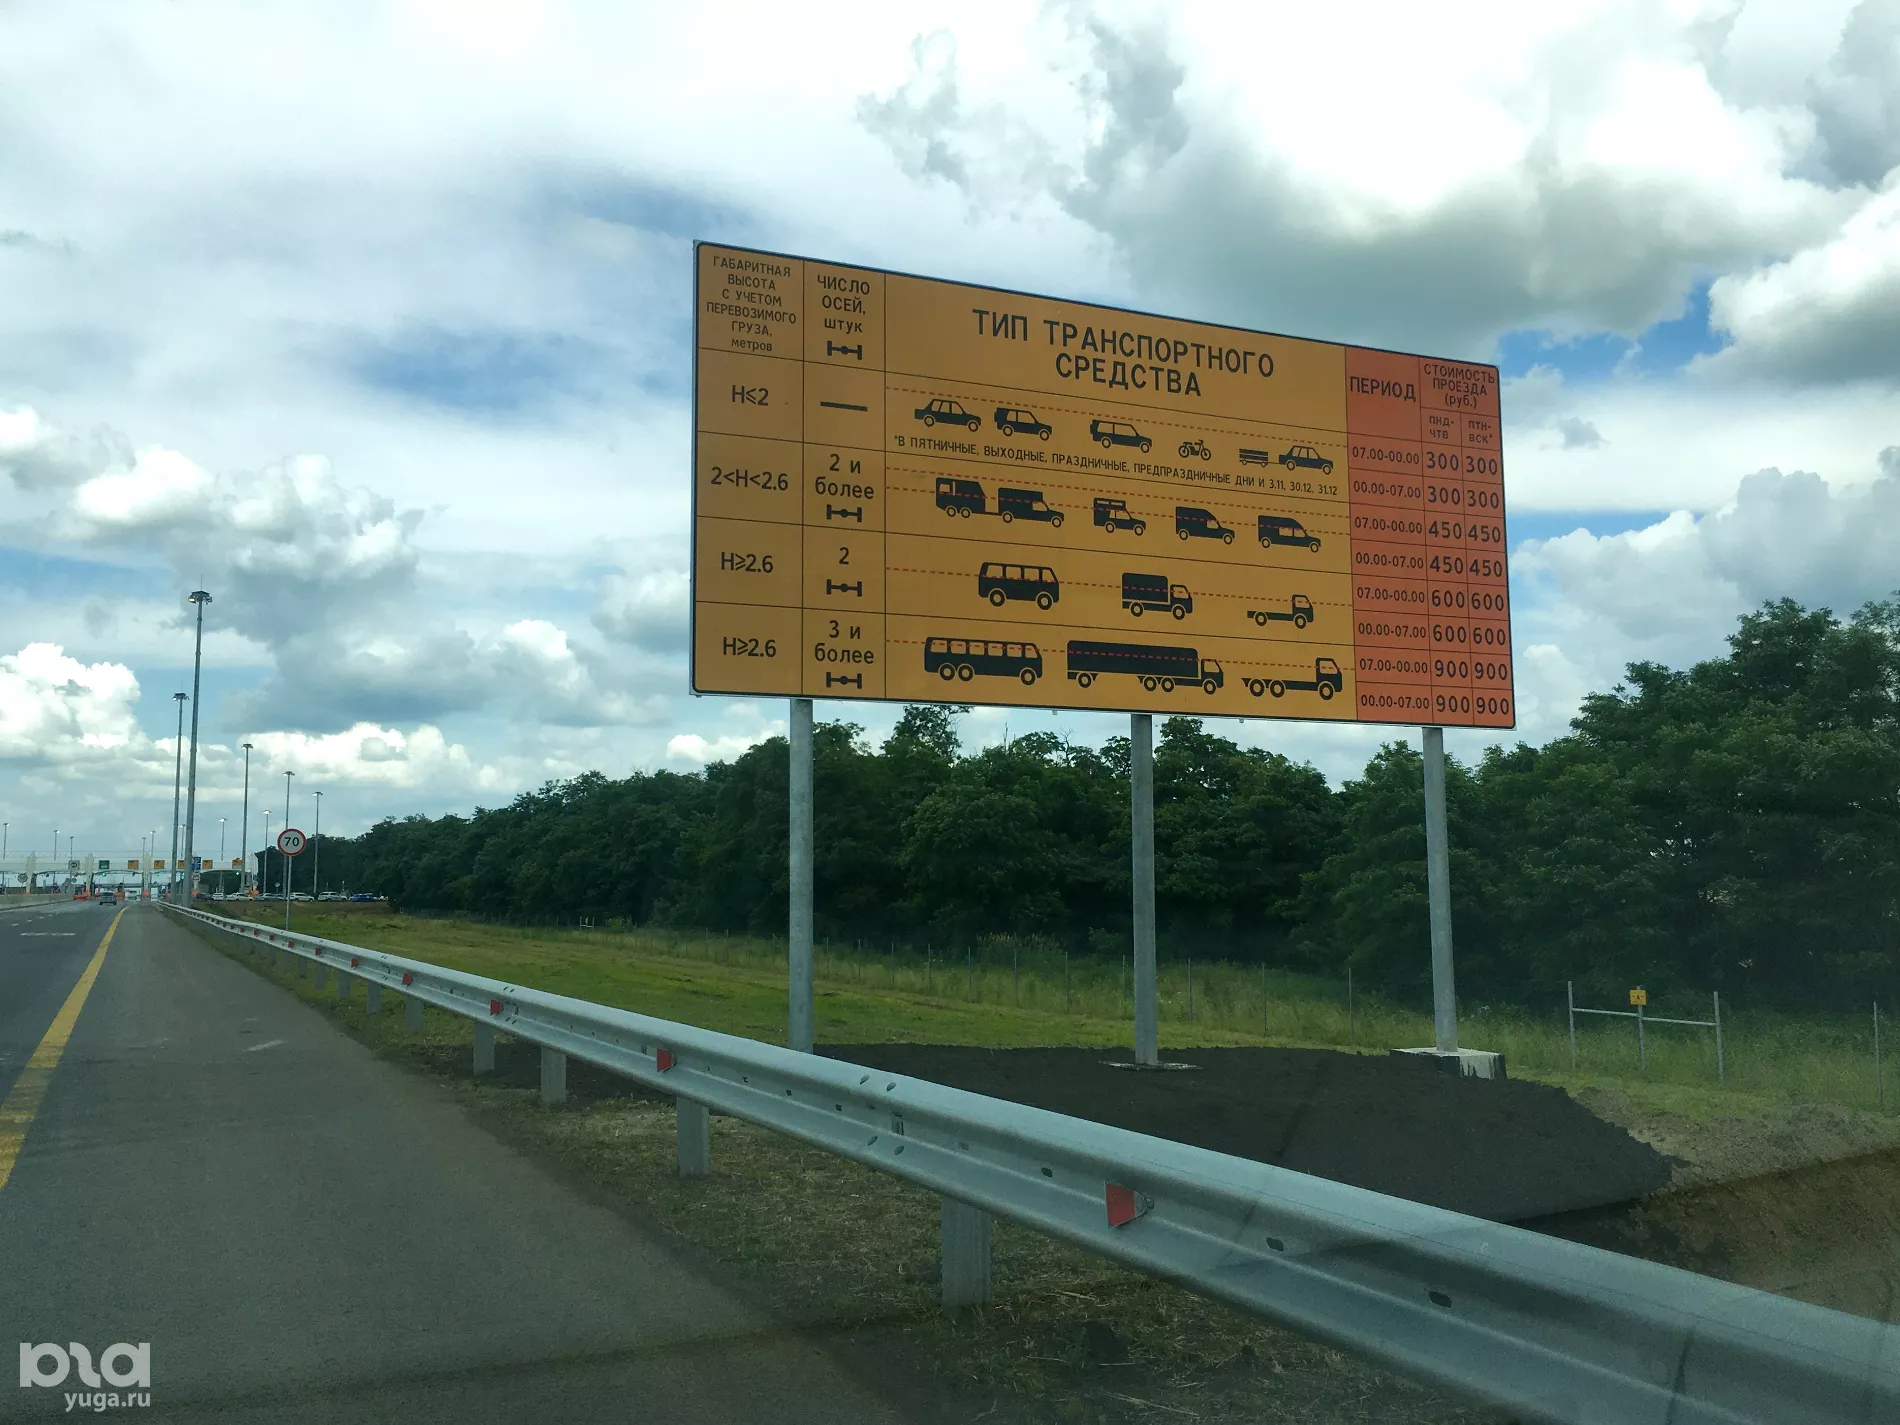 ГАБАРИТНАЯ
ВЫСОТА
С УЧЕТОМ
ПЕРЕВОЗИМОГО
ГРУЗА,
метров
ЧИСЛО
ОСЕЙ,
штук
ТИП ТРАНСПОРТНОГО
СРЕДСТВА
ПЕРИОД
СТОИМОСТЬ
ПРОЕЗДА
(руб.)
ПНД-
ЧТВ
ПТН-
ВСК*
H⩽2
—
07.00-00.00 300 300
*В ПЯТНИЧНЫЕ, ВЫХОДНЫЕ, ПРАЗДНИЧНЫЕ, ПРЕДПРАЗДНИЧНЫЕ ДНИ И 3.11, 30.12, 31.12
00.00-07.00 300 300
2<H<2.6
2 и
более
07.00-00.00 450 450
00.00-07.00 450 450
H⩾2.6
2
07.00-00.00 600 600
00.00-07.00 600 600
H⩾2.6
3 и
более
07.00-00.00 900 900
00.00-07.00 900 900
70
yuga.ru